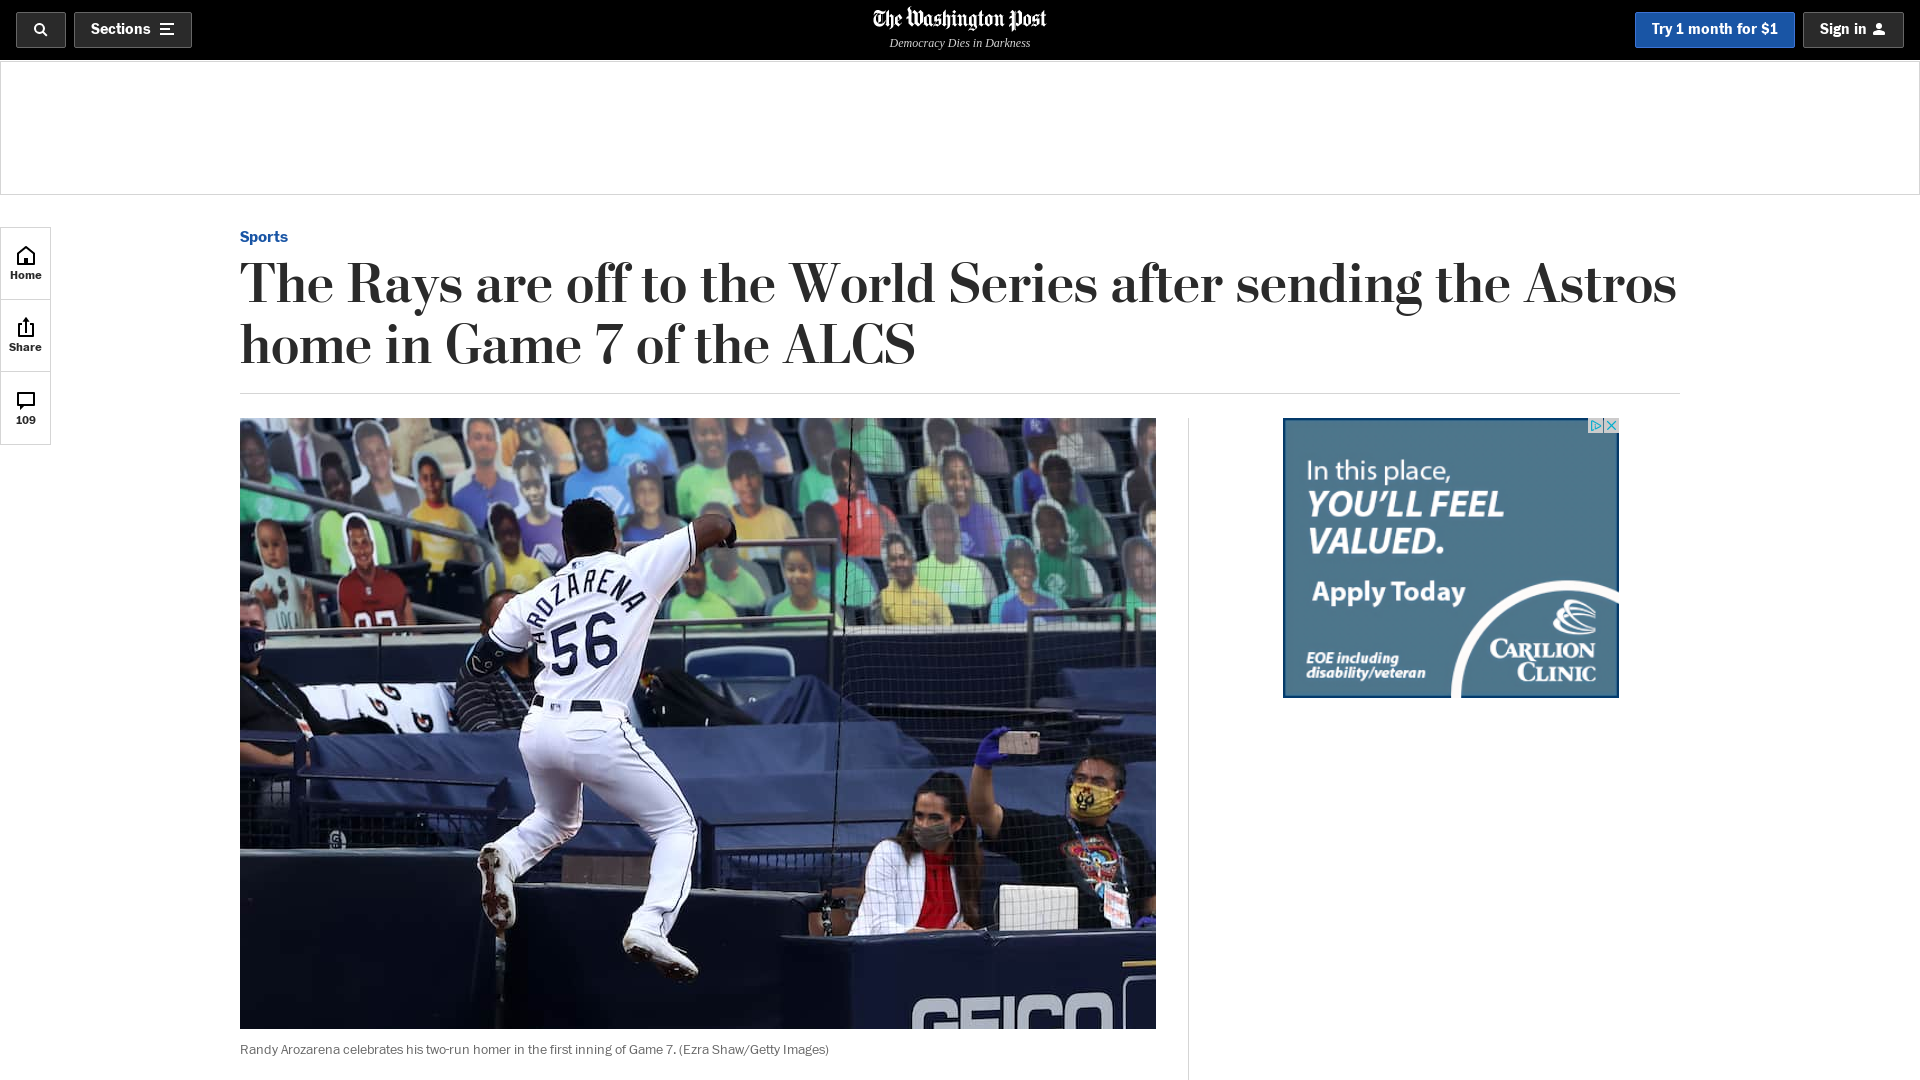 Sections
The Washington Post
Democracy Dies in Darkness
Try 1 month for $1
Sign in
Home
Share
109
Sports
The Rays are off to the World Series after sending the Astros
home in Game 7 of the ALCS
AROZARENA
56
GEICO
Randy Arozarena celebrates his two-run homer in the first inning of Game 7. (Ezra Shaw/Getty Images)
In this place,
YOU'LL FEEL
VALUED.
Apply Today
EOE including
disability/veteran
CARILION
CLINIC